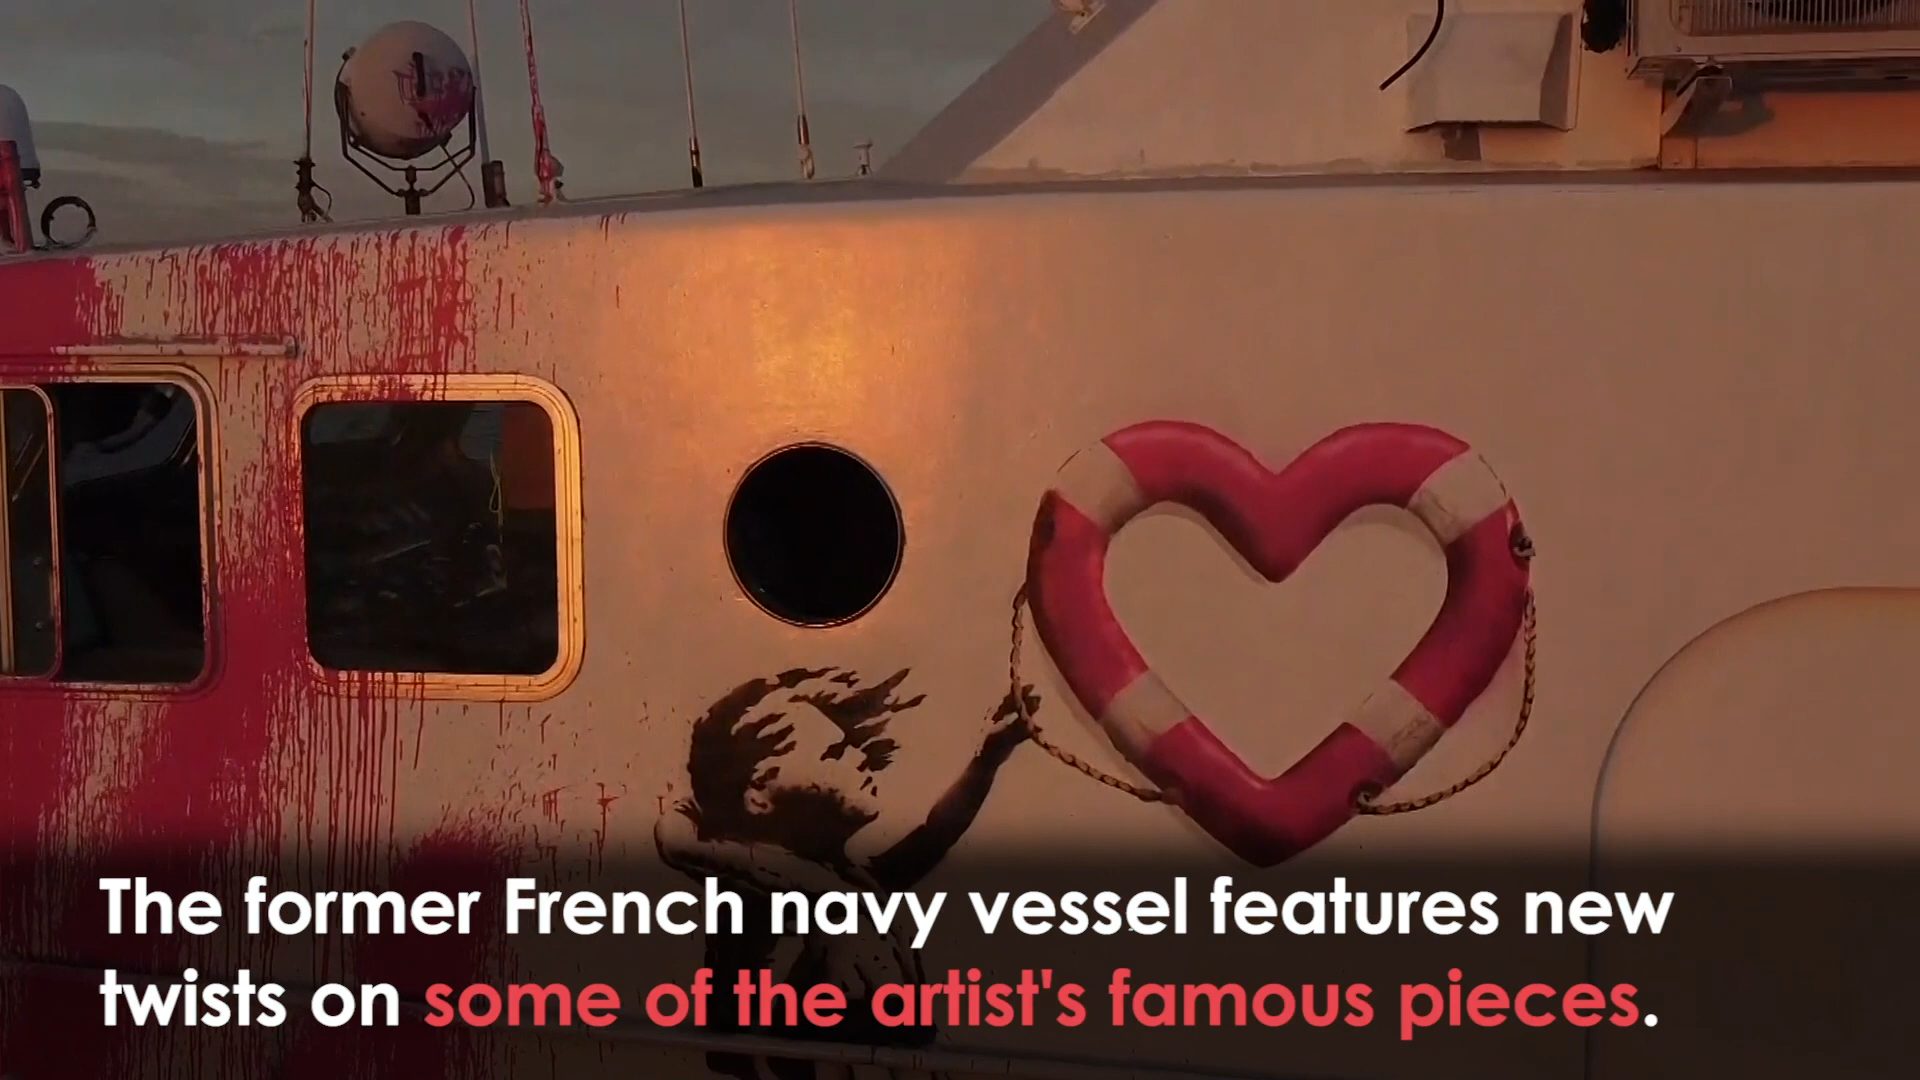 The former French navy vessel features new
twists on some of the artist's famous pieces.